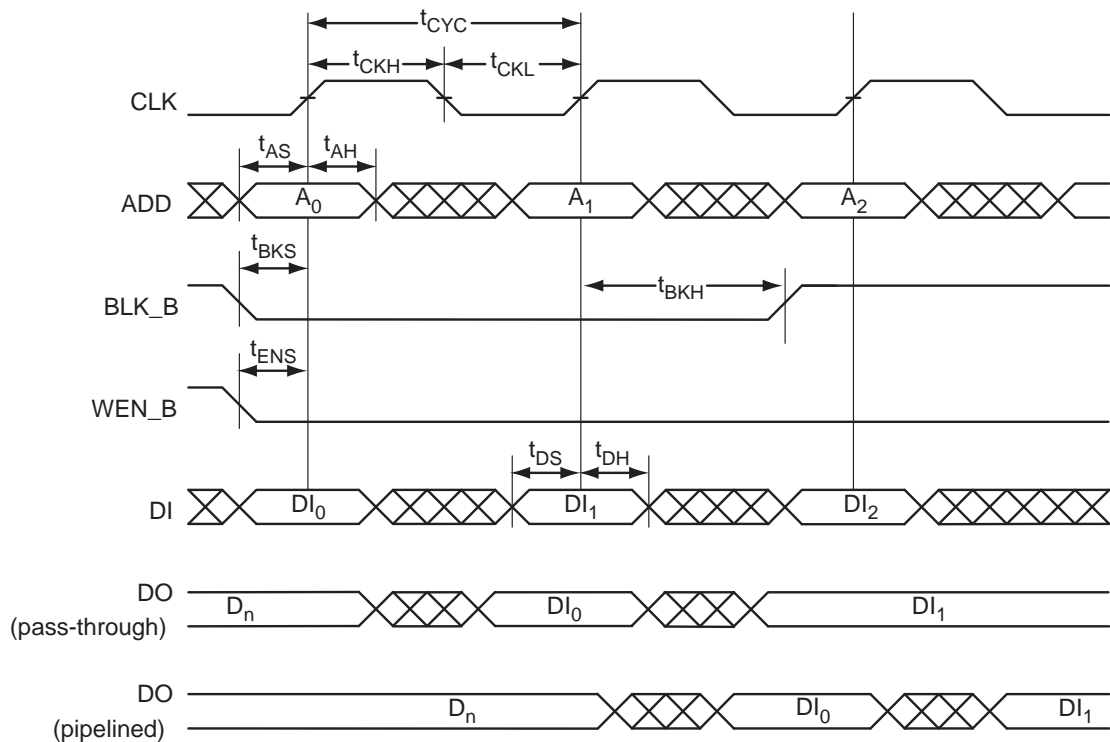 tCYC
tCKH tCKL
CLK
tAS tAH
ADD A0 A1 A2
tBKS
tBKH
BLK_B
tENS
WEN_B
tDS tDH
DI DI0 DI1 DI2
DO
(pass-through) Dn DI0 DI1
DO
(pipelined) Dn DI0 DI1